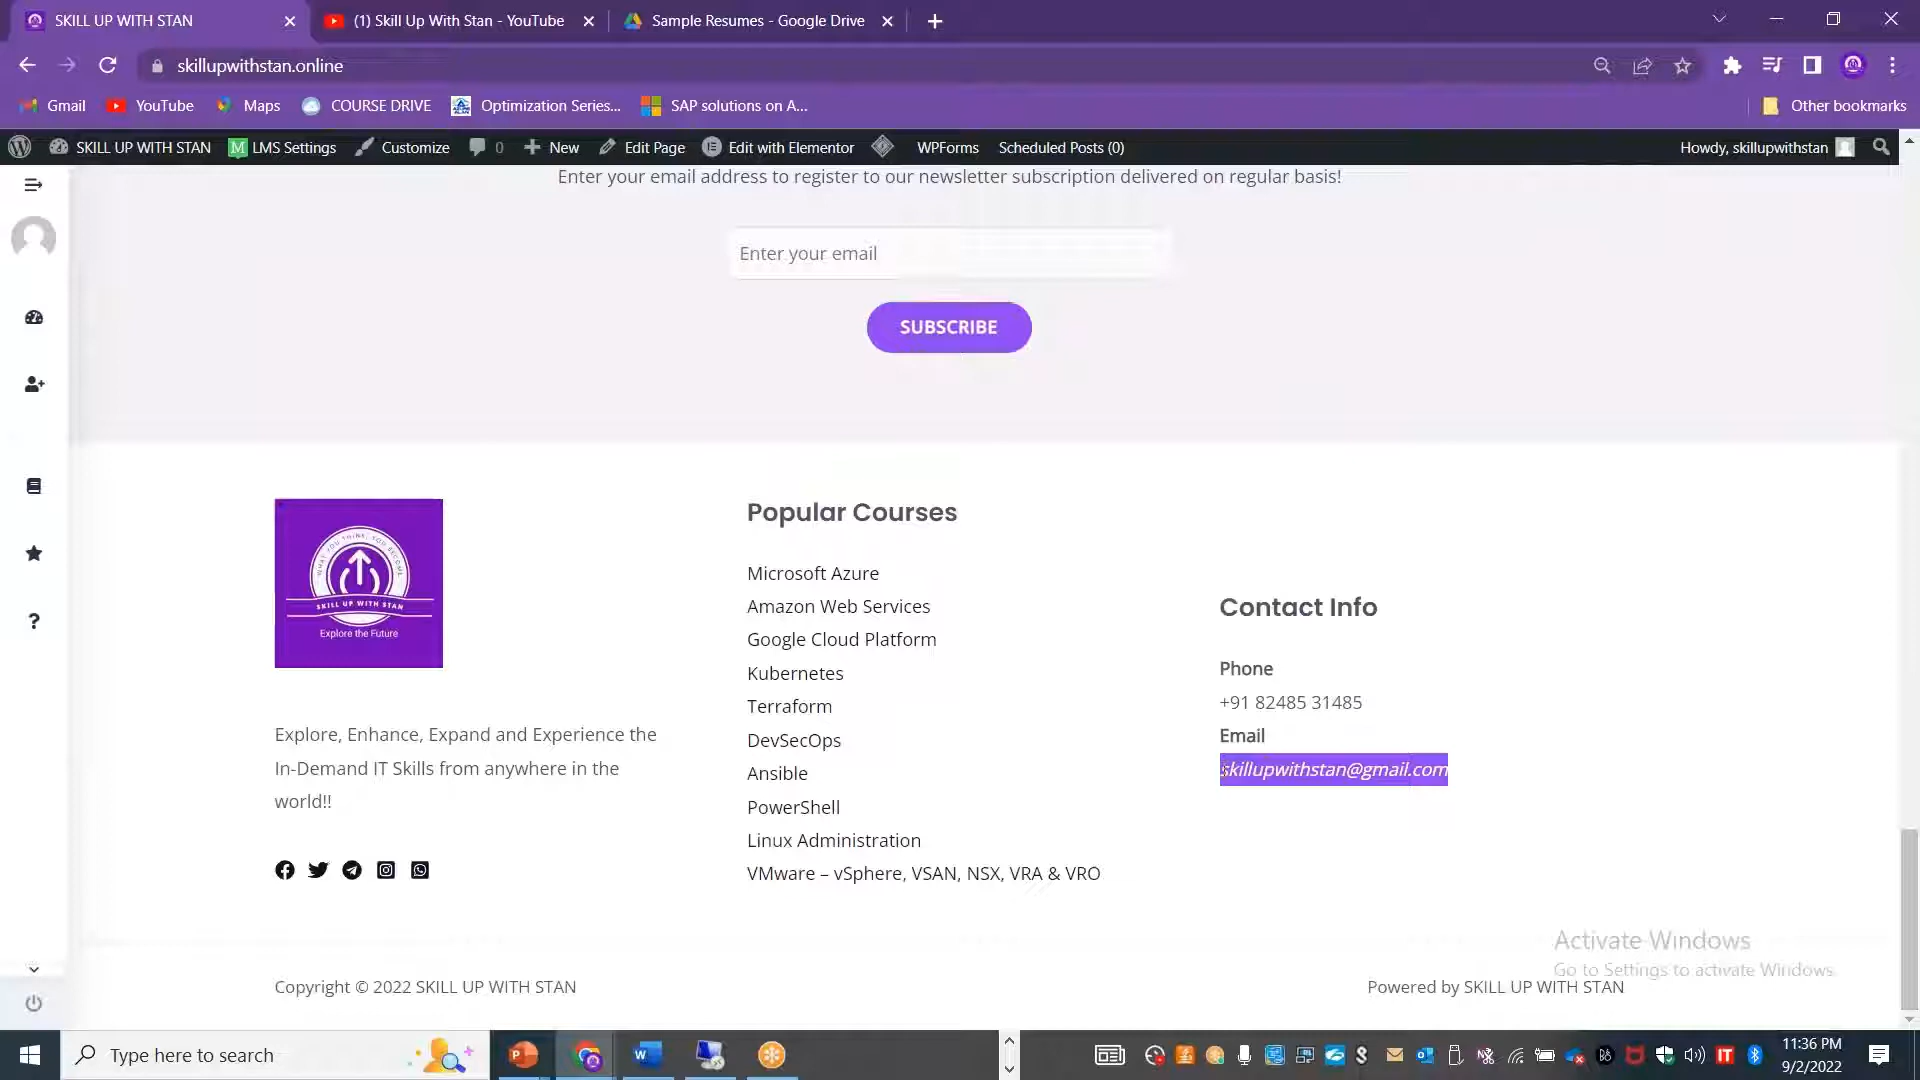 SKILL UP WITH STAN
(1) Skill Up With Stan - YouTube
Sample Resumes - Google Drive
skillupwithstan.online
Gmail
YouTube
Maps
COURSE DRIVE
Optimization Series...
SAP solutions on A...
Other bookmarks
SKILL UP WITH STAN
M LMS Settings
Customize
0
New
Edit Page
Edit with Elementor
WPForms
Scheduled Posts (0)
Howdy, skillupwithstan
Enter your email address to register to our newsletter subscription delivered on regular basis!
Enter your email
SUBSCRIBE
WHAT YOU THINK, YOU BECOME
SKILL UP WITH STAN
Explore the Future
Explore, Enhance, Expand and Experience the
In-Demand IT Skills from anywhere in the
world!!
Popular Courses
Microsoft Azure
Amazon Web Services
Google Cloud Platform
Kubernetes
Terraform
DevSecOps
Ansible
PowerShell
Linux Administration
VMware – vSphere, VSAN, NSX, VRA & VRO
Contact Info
Phone
+91 82485 31485
Email
skillupwithstan@gmail.com
Activate Windows
Go to Settings to activate Windows.
Copyright © 2022 SKILL UP WITH STAN
Powered by SKILL UP WITH STAN
Type here to search
11:36 PM
9/2/2022